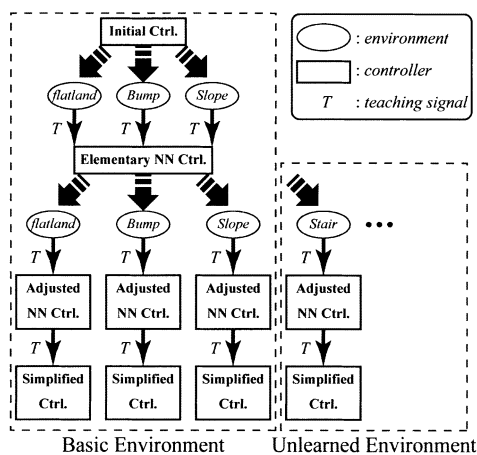 Initial Ctrl.
: environment
: controller
T : teaching signal
flatland Bump Slope
T T T
Elementary NN Ctrl.
flatland Bump Slope Stair •••
T T T T
Adjusted Adjusted Adjusted Adjusted
NN Ctrl. NN Ctrl. NN Ctrl. NN Ctrl.
T T T T
Simplified Simplified Simplified Simplified
Ctrl. Ctrl. Ctrl. Ctrl.
Basic Environment Unlearned Environment